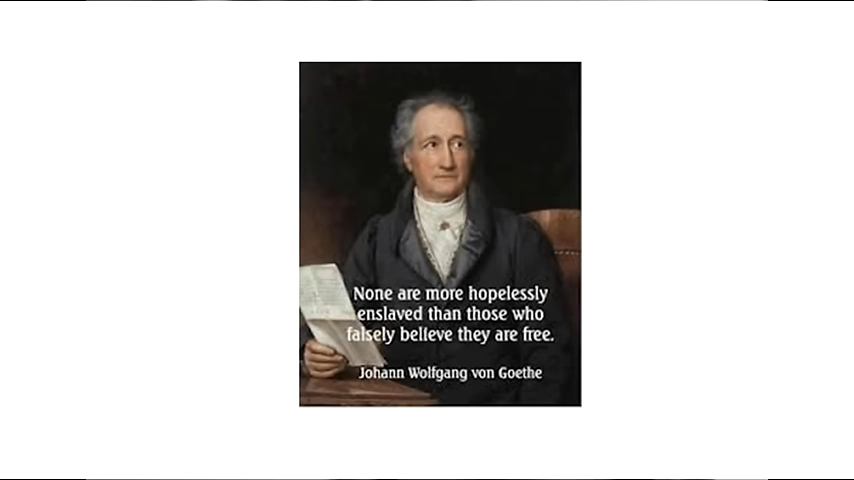 None are more hopelessly
enslaved than those who
falsely believe they are free.
Johann Wolfgang von Goethe